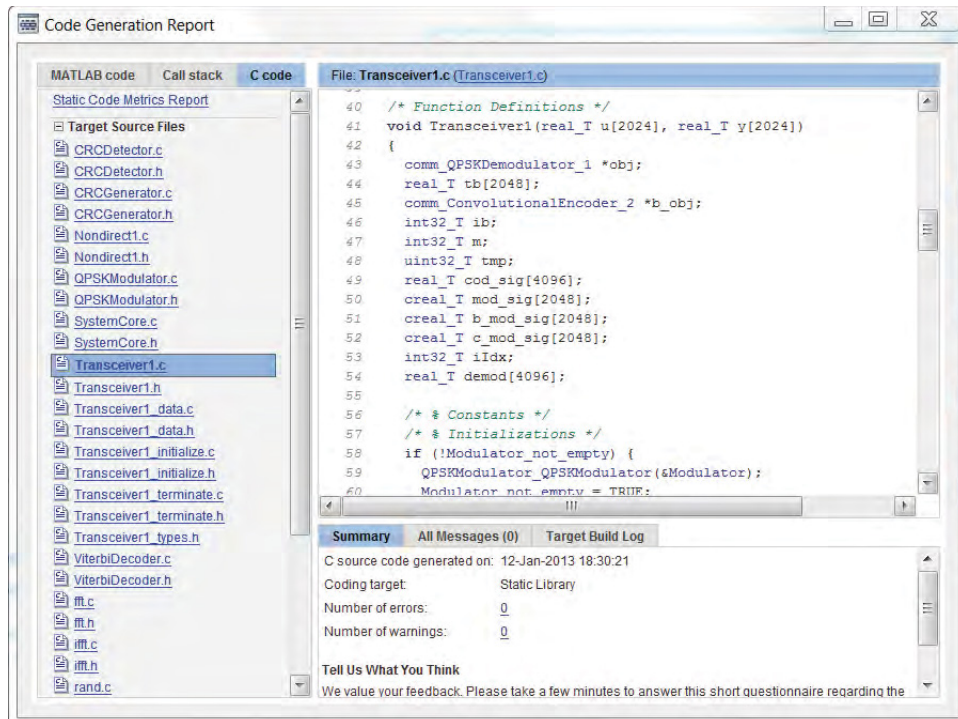 Code Generation Report
MATLAB code Call stack C code
Static Code Metrics Report
Target Source Files
CRCDetector.c
CRCDetector.h
CRCGenerator.c
CRCGenerator.h
Nondirect1.c
Nondirect1.h
QPSKModulator.c
QPSKModulator.h
SystemCore.c
SystemCore.h
Transceiver1.c
Transceiver1.h
Transceiver1_data.c
Transceiver1_data.h
Transceiver1_initialize.c
Transceiver1_initialize.h
Transceiver1_terminate.c
Transceiver1_terminate.h
Transceiver1_types.h
ViterbiDecoder.c
ViterbiDecoder.h
fft.c
fft.h
ifft.c
ifft.h
rand.c
File: Transceiver1.c (Transceiver1.c)
40 /* Function Definitions */
41 void Transceiver1(real_T u[2024], real_T y[2024])
42 {
43 comm_QPSKDemodulator_1 *obj;
44 real_T tb[2048];
45 comm_ConvolutionalEncoder_2 *b_obj;
46 int32_T ib;
47 int32_T m;
48 uint32_T tmp;
49 real_T cod_sig[4096];
50 creal_T mod_sig[2048];
51 creal_T b_mod_sig[2048];
52 creal_T c_mod_sig[2048];
53 int32_T iIdx;
54 real_T demod[4096];
55
56 /* % Constants */
57 /* % Initializations */
58 if (!Modulator_not_empty) {
59 QPSKModulator_QPSKModulator(&Modulator);
60 Modulator_not_empty = TRUE;
Summary All Messages (0) Target Build Log
C source code generated on: 12-Jan-2013 18:30:21
Coding target: Static Library
Number of errors: 0
Number of warnings: 0
Tell Us What You Think
We value your feedback. Please take a few minutes to answer this short questionnaire regarding the